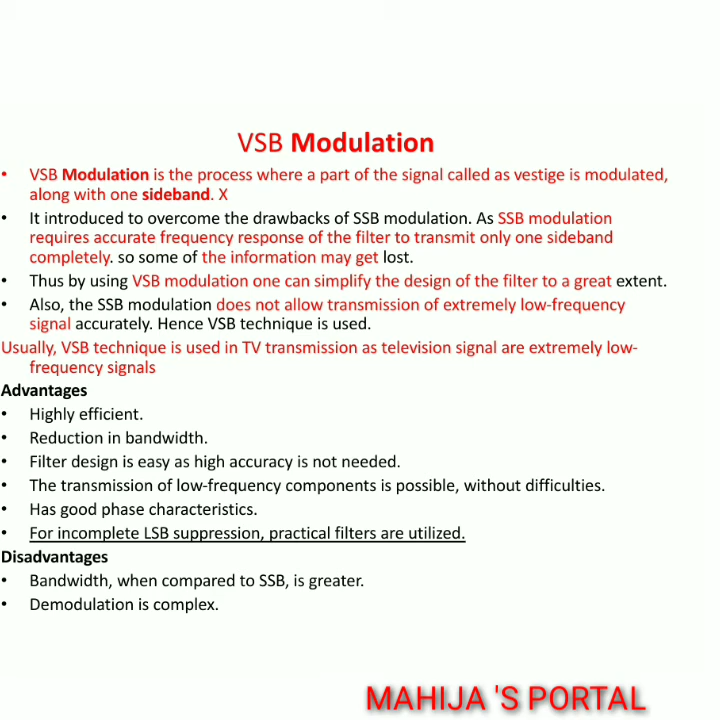 VSB Modulation
• VSB Modulation is the process where a part of the signal called as vestige is modulated,
along with one sideband. X
• It introduced to overcome the drawbacks of SSB modulation. As SSB modulation
requires accurate frequency response of the filter to transmit only one sideband
completely. so some of the information may get lost.
• Thus by using VSB modulation one can simplify the design of the filter to a great extent.
• Also, the SSB modulation does not allow transmission of extremely low-frequency
signal accurately. Hence VSB technique is used.
Usually, VSB technique is used in TV transmission as television signal are extremely low-
frequency signals
Advantages
• Highly efficient.
• Reduction in bandwidth.
• Filter design is easy as high accuracy is not needed.
• The transmission of low-frequency components is possible, without difficulties.
• Has good phase characteristics.
• For incomplete LSB suppression, practical filters are utilized.
Disadvantages
• Bandwidth, when compared to SSB, is greater.
• Demodulation is complex.
MAHIJA 'S PORTAL